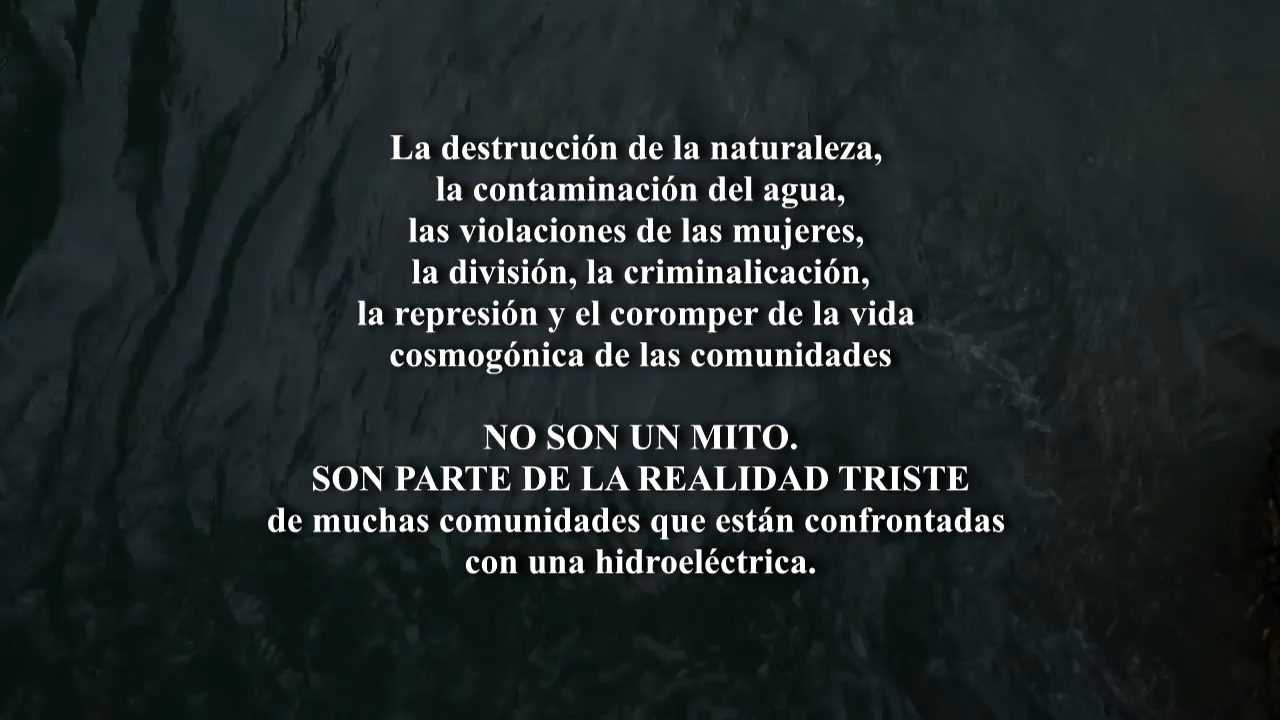 La destrucción de la naturaleza,
la contaminación del agua,
las violaciones de las mujeres,
la división, la criminalicación,
la represión y el coromper de la vida
cosmogónica de las comunidades
NO SON UN MITO.
SON PARTE DE LA REALIDAD TRISTE
de muchas comunidades que están confrontadas
con una hidroeléctrica.